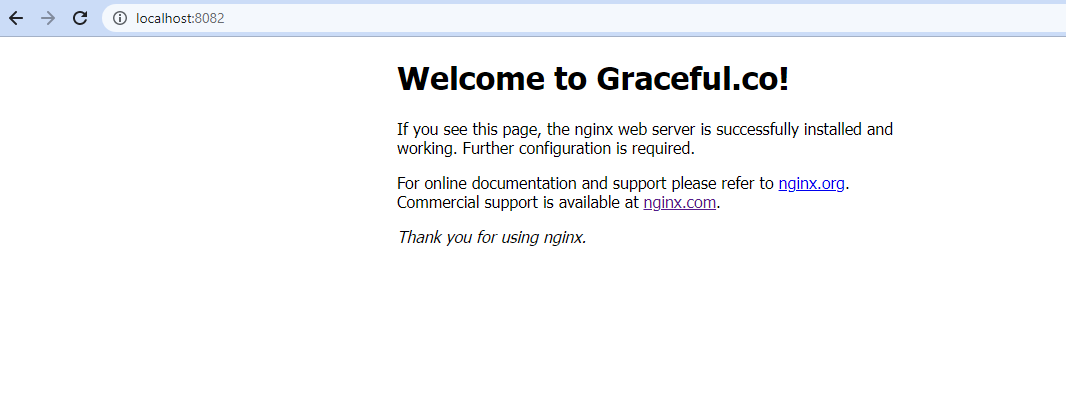 localhost:8082
Welcome to Graceful.co!
If you see this page, the nginx web server is successfully installed and
working. Further configuration is required.
For online documentation and support please refer to nginx.org.
Commercial support is available at nginx.com.
Thank you for using nginx.